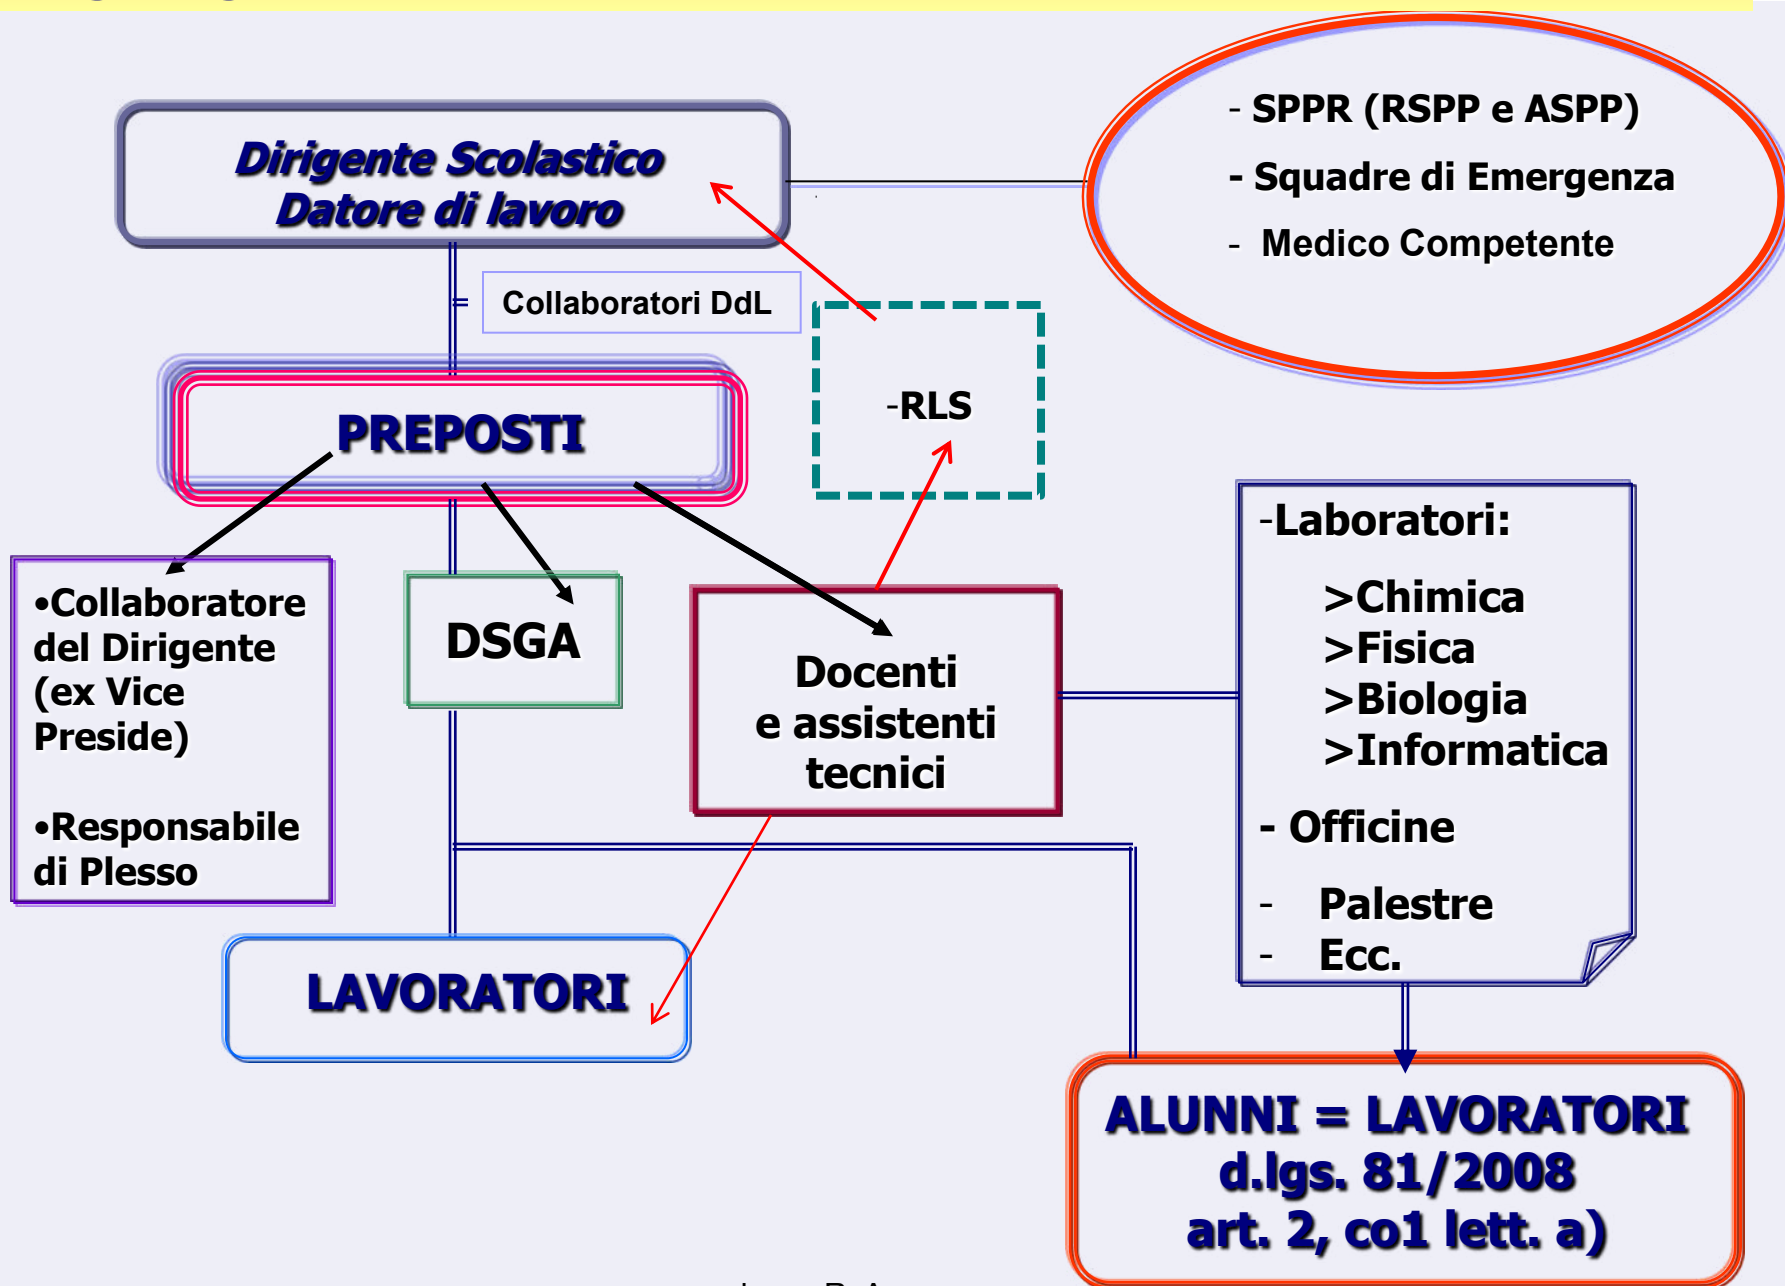 Dirigente Scolastico
Datore di lavoro
- SPPR (RSPP e ASPP)
- Squadre di Emergenza
- Medico Competente
Collaboratori DdL
-RLS
PREPOSTI
•Collaboratore
del Dirigente
(ex Vice
Preside)
•Responsabile
di Plesso
DSGA
Docenti
e assistenti
tecnici
-Laboratori:
>Chimica
>Fisica
>Biologia
>Informatica
- Officine
- Palestre
- Ecc.
LAVORATORI
ALUNNI = LAVORATORI
d.lgs. 81/2008
art. 2, co1 lett. a)